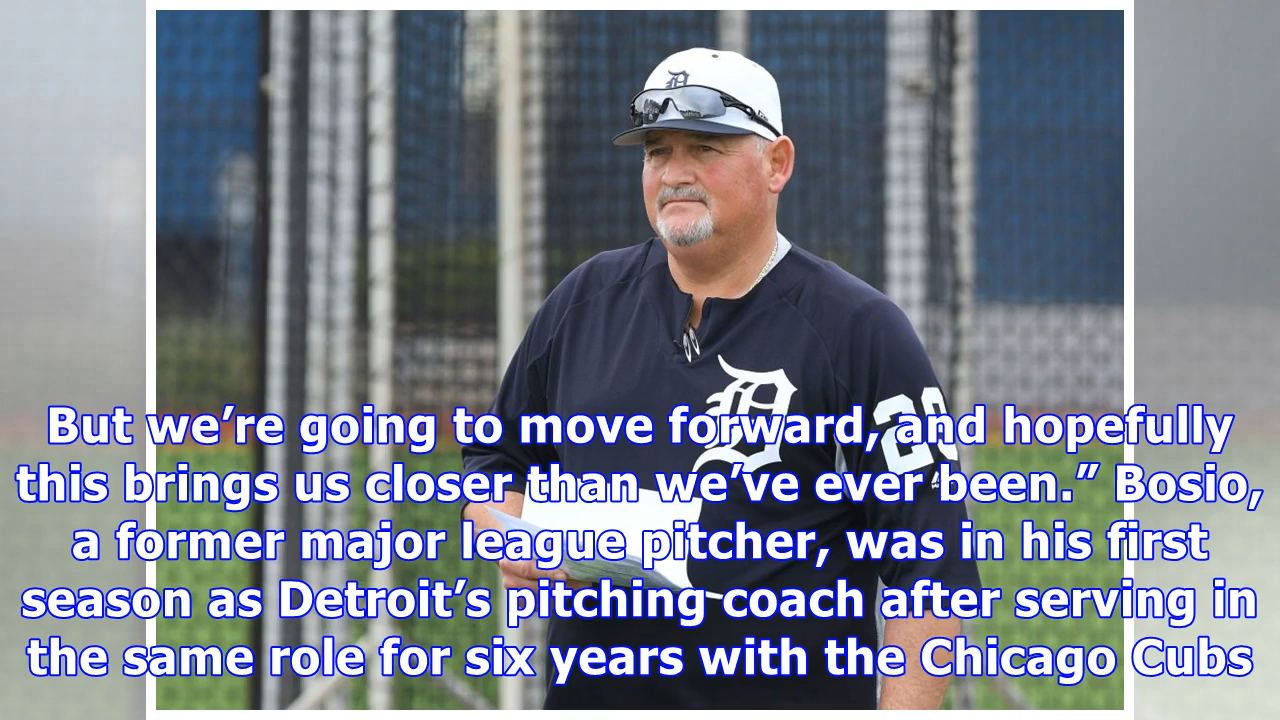 D
D
20
But we’re going to move forward, and hopefully
this brings us closer than we’ve ever been.” Bosio,
a former major league pitcher, was in his first
season as Detroit’s pitching coach after serving in
the same role for six years with the Chicago Cubs